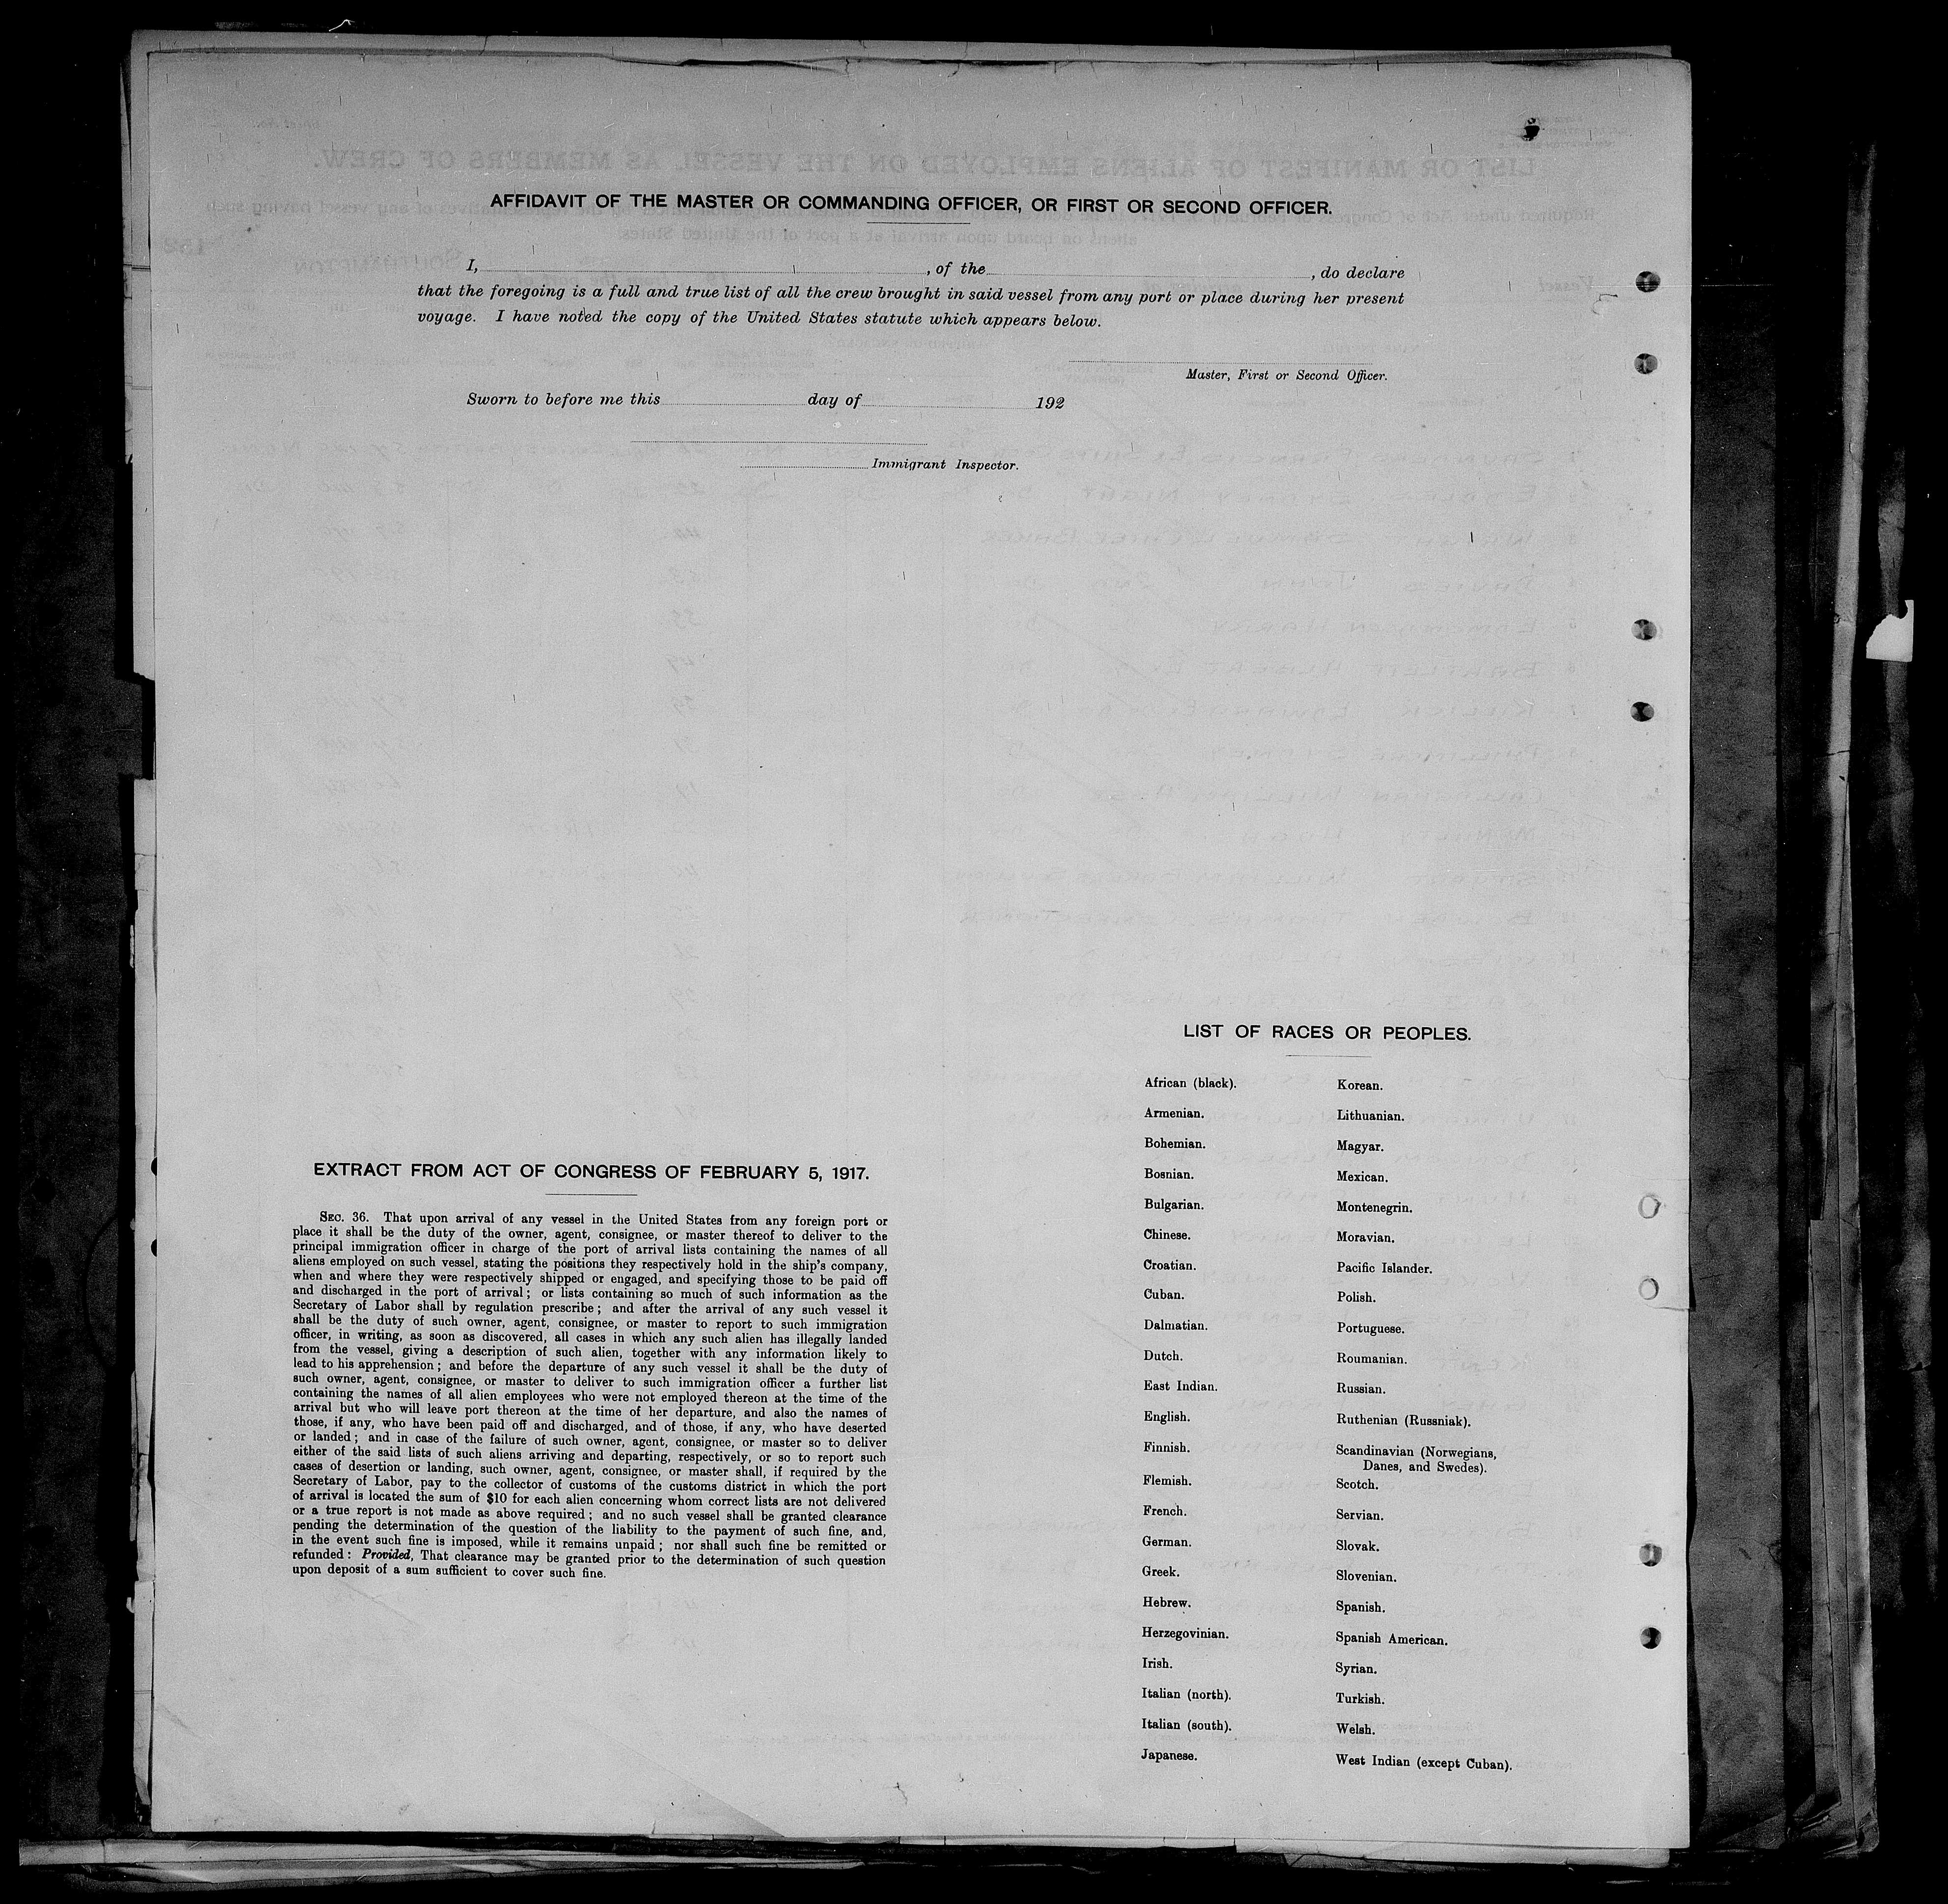 AFFIDAVIT OF THE MASTER OR COMMANDING OFFICER, OR FIRST OR SECOND OFFICER.
I, , of the , do declare
that the foregoing is a full and true list of all the crew brought in said vessel from any port or place during her present
voyage. I have noted the copy of the United States statute which appears below.
Master, First or Second Officer.
Sworn to before me this day of 192
Immigrant Inspector.
EXTRACT FROM ACT OF CONGRESS OF FEBRUARY 5, 1917.
SEC. 36. That upon arrival of any vessel in the United States from any foreign port or
place it shall be the duty of the owner, agent, consignee, or master thereof to deliver to the
principal immigration officer in charge of the port of arrival lists containing the names of all
aliens employed on such vessel, stating the positions they respectively hold in the ship's company,
when and where they were respectively shipped or engaged, and specifying those to be paid off
and discharged in the port of arrival; or lists containing so much of such information as the
Secretary of Labor shall by regulation prescribe; and after the arrival of any such vessel it
shall be the duty of such owner, agent, consignee, or master to report to such immigration
officer, in writing, as soon as discovered, all cases in which any such alien has illegally landed
from the vessel, giving a description of such alien, together with any information likely to
lead to his apprehension; and before the departure of any such vessel it shall be the duty of
such owner, agent, consignee, or master to deliver to such immigration officer a further list
containing the names of all alien employees who were not employed thereon at the time of the
arrival but who will leave port thereon at the time of her departure, and also the names of
those, if any, who have been paid off and discharged, and of those, if any, who have deserted
or landed; and in case of the failure of such owner, agent, consignee, or master so to deliver
either of the said lists of such aliens arriving and departing, respectively, or so to report such
cases of desertion or landing, such owner, agent, consignee, or master shall, if required by the
Secretary of Labor, pay to the collector of customs of the customs district in which the port
of arrival is located the sum of $10 for each alien concerning whom correct lists are not delivered
or a true report is not made as above required; and no such vessel shall be granted clearance
pending the determination of the question of the liability to the payment of such fine, and,
in the event such fine is imposed, while it remains unpaid; nor shall such fine be remitted or
refunded: Provided, That clearance may be granted prior to the determination of such question
upon deposit of a sum sufficient to cover such fine.
LIST OF RACES OR PEOPLES.
African (black).
Armenian.
Bohemian.
Bosnian.
Bulgarian.
Chinese.
Croatian.
Cuban.
Dalmatian.
Dutch.
East Indian.
English.
Finnish.
Flemish.
French.
German.
Greek.
Hebrew.
Herzegovinian.
Irish.
Italian (north).
Italian (south).
Japanese.
Korean.
Lithuanian.
Magyar.
Mexican.
Montenegrin.
Moravian.
Pacific Islander.
Polish.
Portuguese.
Roumanian.
Russian.
Ruthenian (Russniak).
Scandinavian (Norwegians,
Danes, and Swedes).
Scotch.
Servian.
Slovak.
Slovenian.
Spanish.
Spanish American.
Syrian.
Turkish.
Welsh.
West Indian (except Cuban).